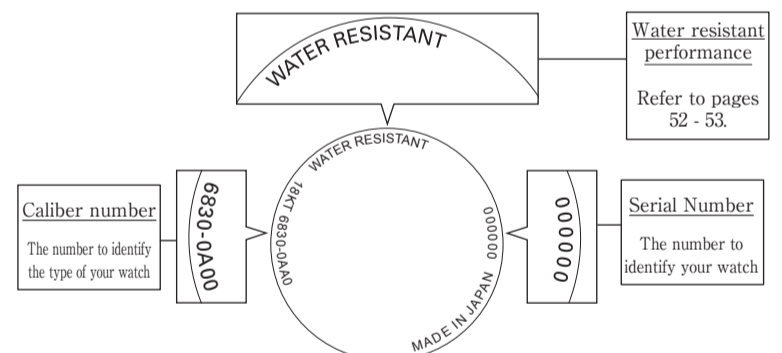 WATER RESISTANT
Water resistant
performance
Refer to pages
52 - 53.
Caliber number
The number to identify
the type of your watch
6830-0A00
WATER RESISTANT
18KT 6830-0AA0
000000
MADE IN JAPAN
000000
Serial Number
The number to
identify your watch